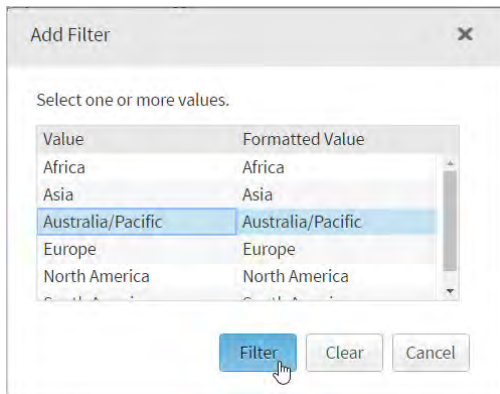 Add Filter
Select one or more values.
Value Formatted Value
Africa Africa
Asia Asia
Australia/Pacific Australia/Pacific
Europe Europe
North America North America
Filter Clear Cancel